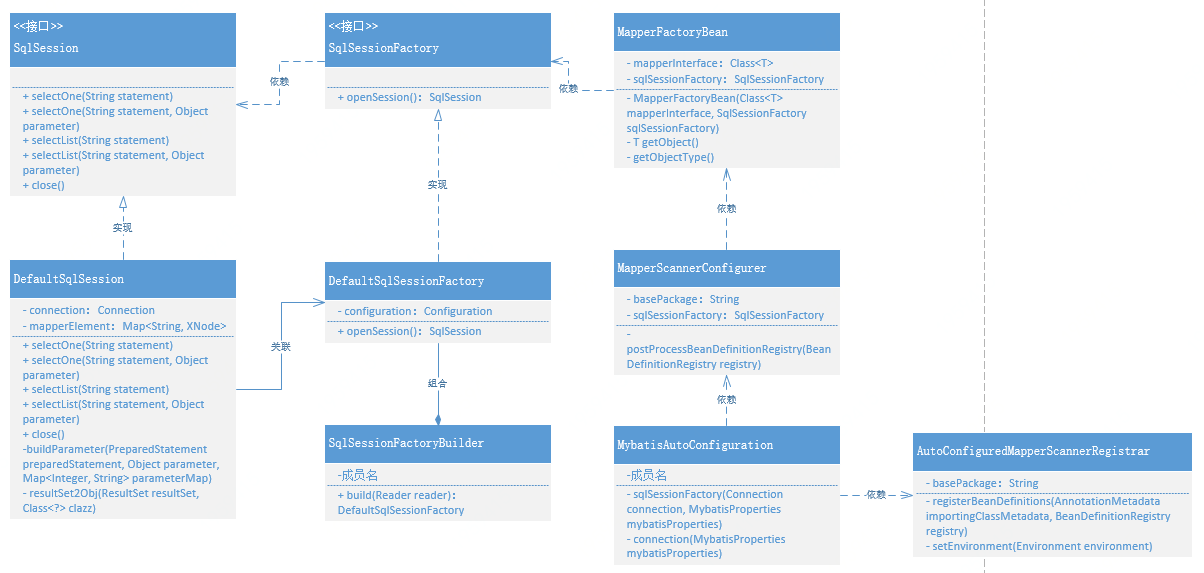 <<接口>>
SqlSession
+ selectOne(String statement)
+ selectOne(String statement, Object
parameter)
+ selectList(String statement)
+ selectList(String statement, Object
parameter)
+ close()
依赖
<<接口>>
SqlSessionFactory
+ openSession(): SqlSession
依赖
MapperFactoryBean
- mapperInterface: Class<T>
- sqlSessionFactory: SqlSessionFactory
- MapperFactoryBean(Class<T>
mapperInterface, SqlSessionFactory
sqlSessionFactory)
- T getObject()
- getObjectType()
实现
实现
依赖
DefaultSqlSession
- connection: Connection
- mapperElement: Map<String, XNode>
+ selectOne(String statement)
+ selectOne(String statement, Object
parameter)
+ selectList(String statement)
+ selectList(String statement, Object
parameter)
+ close()
-buildParameter(PreparedStatement
preparedStatement, Object parameter,
Map<Integer, String> parameterMap)
- resultSet2Obj(ResultSet resultSet,
Class<?> clazz)
关联
DefaultSqlSessionFactory
- configuration: Configuration
+ openSession(): SqlSession
组合
SqlSessionFactoryBuilder
-成员名
+ build(Reader reader):
DefaultSqlSessionFactory
MapperScannerConfigurer
- basePackage: String
- sqlSessionFactory: SqlSessionFactory
-
postProcessBeanDefinitionRegistry(Bean
DefinitionRegistry registry)
依赖
MybatisAutoConfiguration
-成员名
- sqlSessionFactory(Connection
connection, MybatisProperties
mybatisProperties)
- connection(MybatisProperties
mybatisProperties)
依赖
AutoConfiguredMapperScannerRegistrar
- basePackage: String
- registerBeanDefinitions(AnnotationMetadata
importingClassMetadata, BeanDefinitionRegistry
registry)
- setEnvironment(Environment environment)